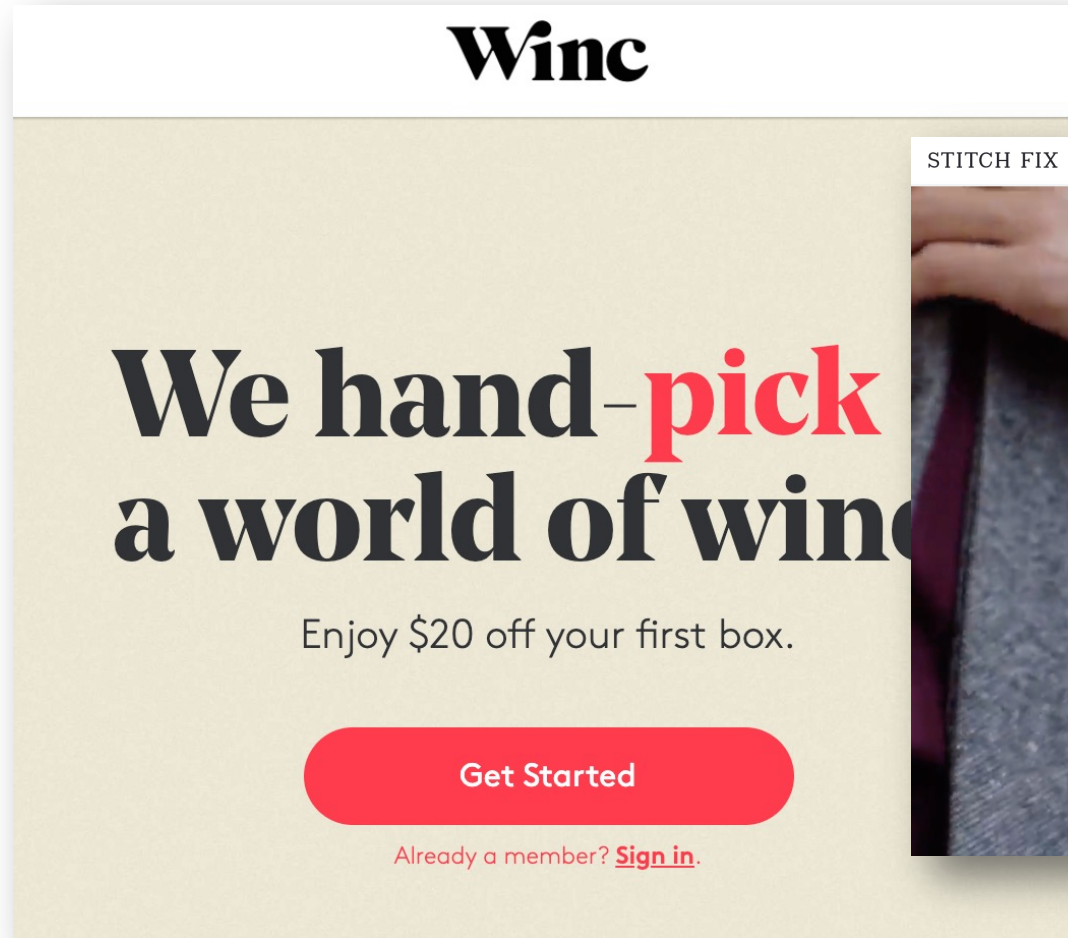 Winc
STITCH FIX
We hand-pick
a world of
Enjoy $20 off your first box.
Get Started
Already a member? Sign in.